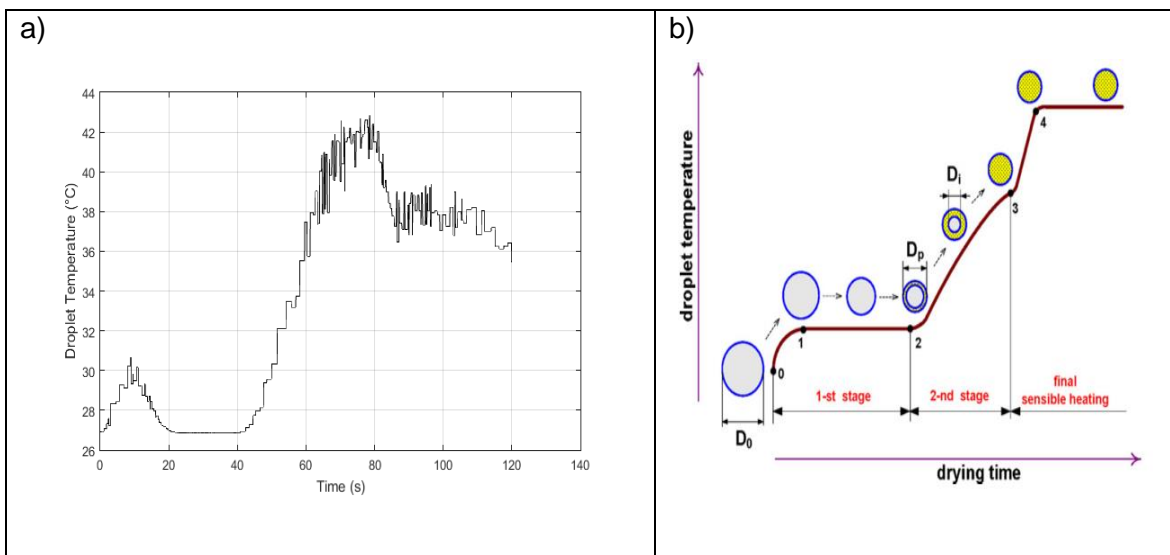 a)
44
42
40
38
36
34
32
30
28
26
Droplet Temperature (°C)
0 20 40 60 80 100 120 140
Time (s)
b)
droplet temperature
4
Di
3
Dp
1
2
0
1-st stage
2-nd stage
final
sensible heating
D0
drying time